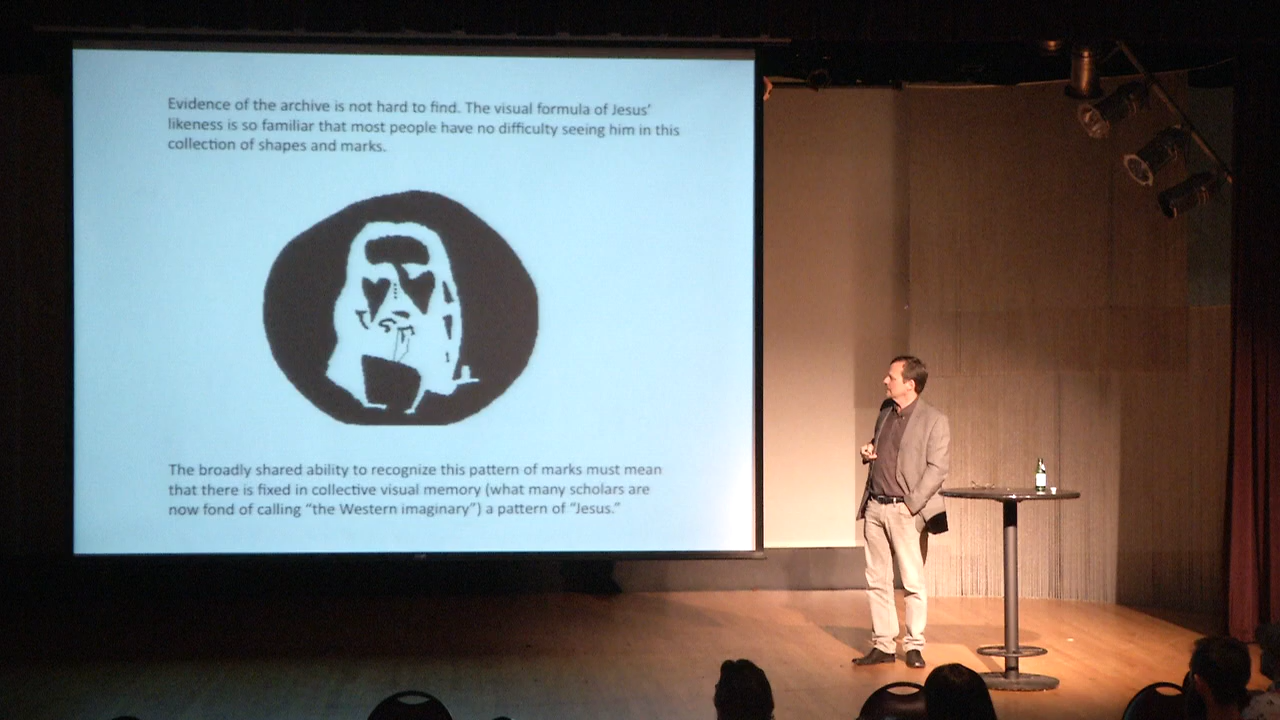 Evidence of the archive is not hard to find. The visual formula of Jesus'
likeness is so familiar that most people have no difficulty seeing him in this
collection of shapes and marks.
The broadly shared ability to recognize this pattern of marks must mean
that there is fixed in collective visual memory (what many scholars are
now fond of calling “the Western imaginary”) a pattern of “Jesus.”